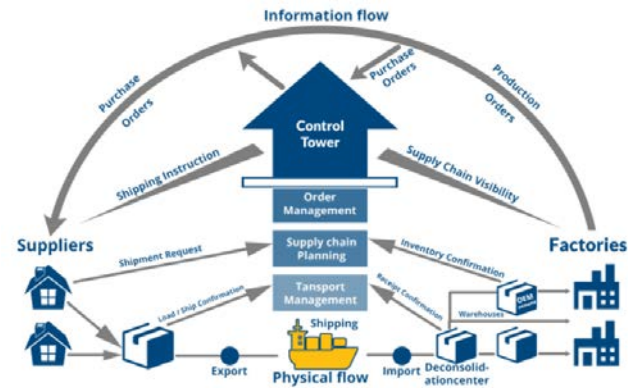 Information flow
Purchase
Orders
Purchase
Orders
Production
Orders
Control
Tower
Shipping Instruction
Supply Chain Visibility
Order
Management
Suppliers
Factories
Shipment Request
Supply chain
Planning
Inventory Confirmation
Load / Ship Confirmation
Tansport
Management
Receipt Confirmation
OEM
Warehouses
Shipping
Export
Physical flow
Import
Deconsolid-
ationcenter